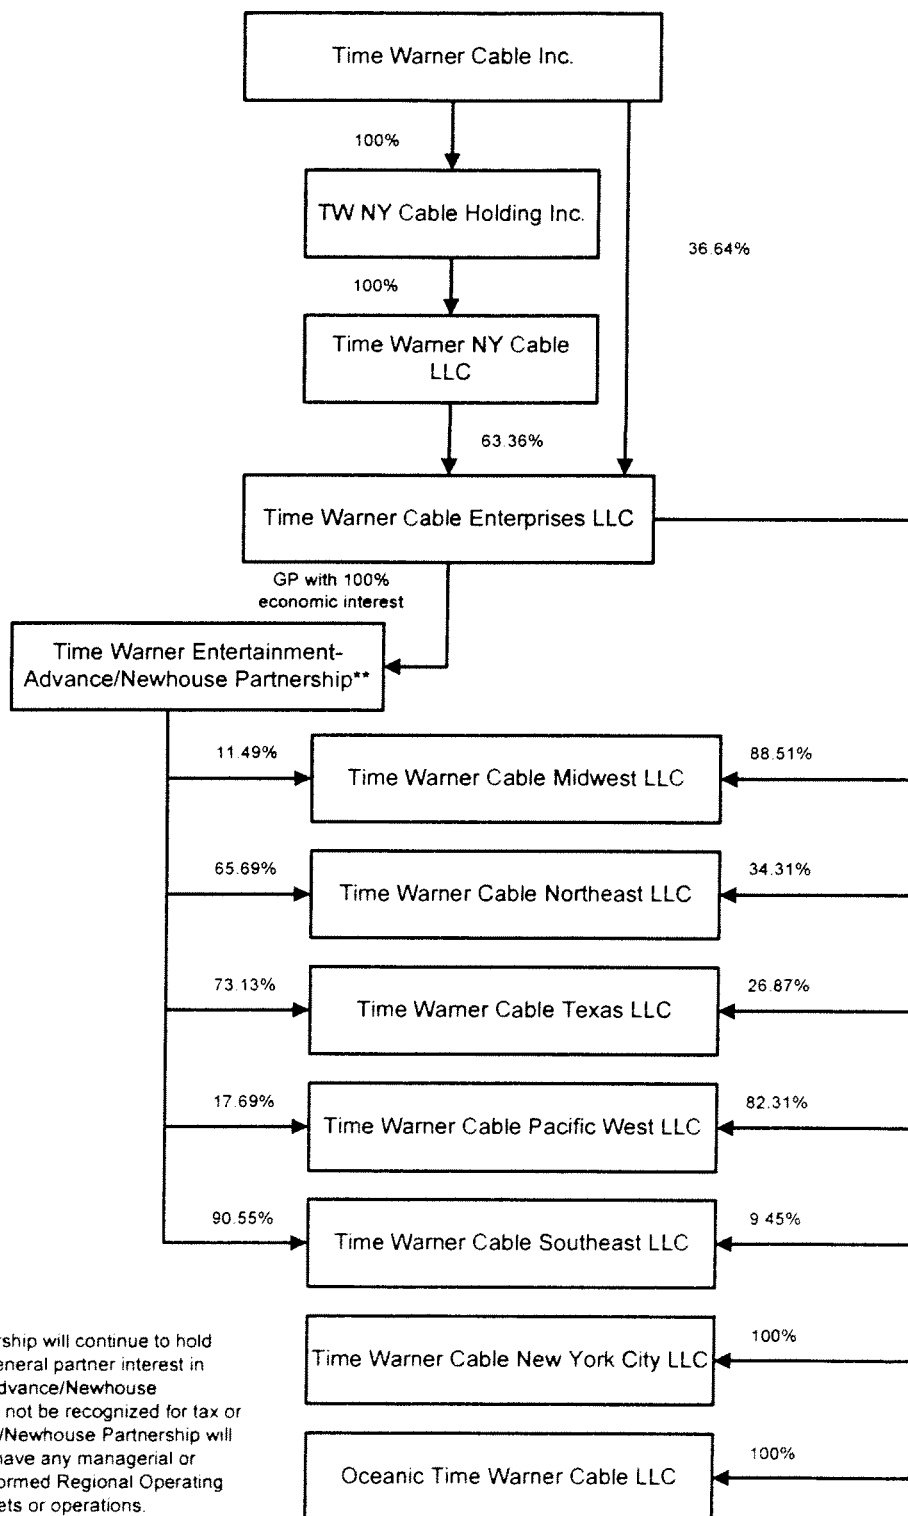 Time Warner Cable Inc.
100%
TW NY Cable Holding Inc.
36.64%
100%
Time Warner NY Cable
LLC
63.36%
Time Warner Cable Enterprises LLC
GP with 100%
economic interest
Time Warner Entertainment-
Advance/Newhouse Partnership**
11.49%
Time Warner Cable Midwest LLC
88.51%
65.69%
Time Warner Cable Northeast LLC
34.31%
73.13%
Time Warner Cable Texas LLC
26.87%
17.69%
Time Warner Cable Pacific West LLC
82.31%
90.55%
Time Warner Cable Southeast LLC
9 45%
Time Warner Cable New York City LLC
100%
Oceanic Time Warner Cable LLC
100%
rship will continue to hold
eneral partner interest in
dvance/Newhouse
not be recognized for tax or
/Newhouse Partnership will
have any managerial or
ormed Regional Operating
ets or operations.